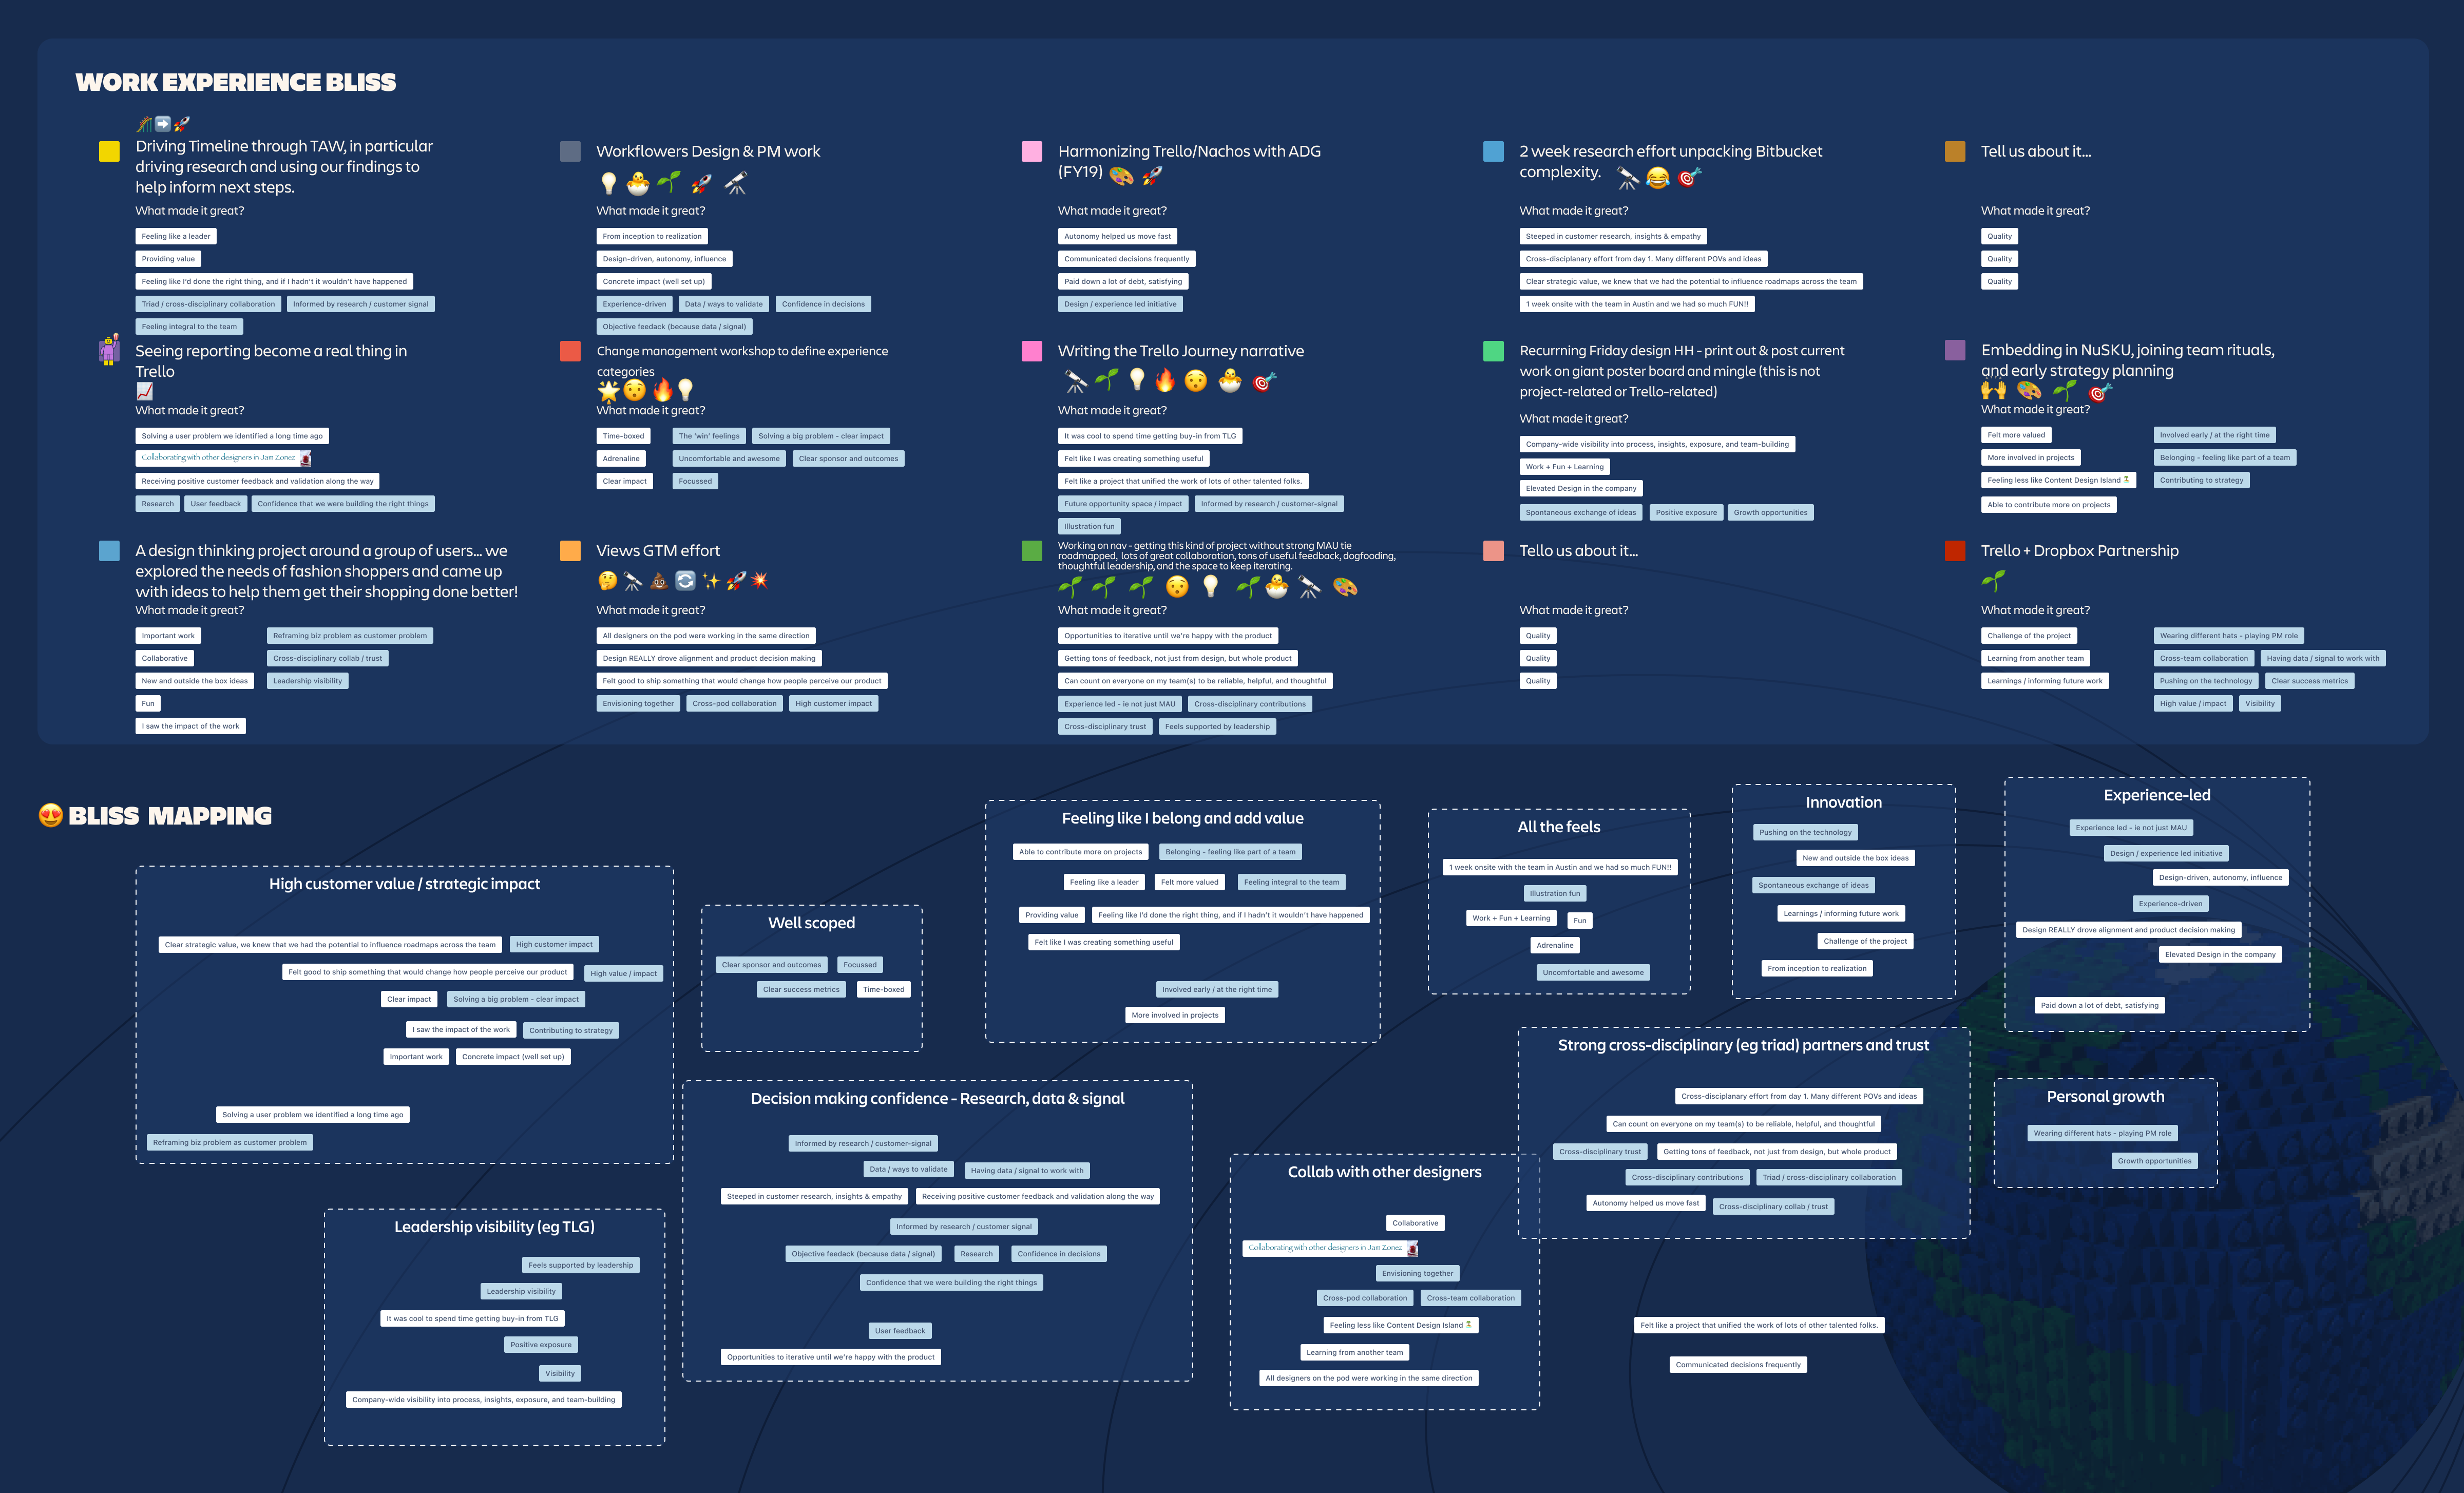 WORK EXPERIENCE BLISS
Driving Timeline through TAW, in particular
driving research and using our findings to
help inform next steps.
What made it great?
Feeling like a leader
Providing value
Feeling like I'd done the right thing, and if I hadn't it wouldn't have happened
Triad / cross-disciplinary collaboration
Informed by research / customer signal
Feeling integral to the team
Workflowers Design & PM work
What made it great?
From inception to realization
Design-driven, autonomy, influence
Concrete impact (well set up)
Experience-driven
Data / ways to validate
Confidence in decisions
Objective feedack (because data / signal)
Harmonizing Trello/Nachos with ADG
(FY19)
What made it great?
Autonomy helped us move fast
Communicated decisions frequently
Paid down a lot of debt, satisfying
Design / experience led initiative
2 week research effort unpacking Bitbucket
complexity.
What made it great?
Steeped in customer research, insights & empathy
Cross-disciplanary effort from day 1. Many different POVs and ideas
Clear strategic value, we knew that we had the potential to influence roadmaps across the team
1 week onsite with the team in Austin and we had so much FUN!!
Tell us about it...
What made it great?
Quality
Quality
Quality
Seeing reporting become a real thing in
Trello
What made it great?
Solving a user problem we identified a long time ago
Collaborating with other designers in Jam Zonez
Receiving positive customer feedback and validation along the way
Research
User feedback
Confidence that we were building the right things
Change management workshop to define experience
categories
What made it great?
Time-boxed
The 'win' feelings
Solving a big problem - clear impact
Adrenaline
Uncomfortable and awesome
Clear sponsor and outcomes
Clear impact
Focussed
Writing the Trello Journey narrative
What made it great?
It was cool to spend time getting buy-in from TLG
Felt like I was creating something useful
Felt like a project that unified the work of lots of other talented folks.
Future opportunity space / impact
Informed by research / customer-signal
Illustration fun
Recurrning Friday design HH - print out & post current
work on giant poster board and mingle (this is not
project-related or Trello-related)
What made it great?
Company-wide visibility into process, insights, exposure, and team-building
Work + Fun + Learning
Elevated Design in the company
Spontaneous exchange of ideas
Positive exposure
Growth opportunities
Embedding in NuSKU, joining team rituals,
and early strategy planning
What made it great?
Felt more valued
Involved early / at the right time
More involved in projects
Belonging - feeling like part of a team
Feeling less like Content Design Island
Contributing to strategy
Able to contribute more on projects
A design thinking project around a group of users... we
explored the needs of fashion shoppers and came up
with ideas to help them get their shopping done better!
What made it great?
Important work
Reframing biz problem as customer problem
Collaborative
Cross-disciplinary collab / trust
New and outside the box ideas
Leadership visibility
Fun
I saw the impact of the work
Views GTM effort
What made it great?
All designers on the pod were working in the same direction
Design REALLY drove alignment and product decision making
Felt good to ship something that would change how people perceive our product
Envisioning together
Cross-pod collaboration
High customer impact
Working on nav - getting this kind of project without strong MAU tie
roadmapped, lots of great collaboration, tons of useful feedback, dogfooding,
thoughtful leadership, and the space to keep iterating.
What made it great?
Opportunities to iterative until we're happy with the product
Getting tons of feedback, not just from design, but whole product
Can count on everyone on my team(s) to be reliable, helpful, and thoughtful
Experience led - ie not just MAU
Cross-disciplinary contributions
Cross-disciplinary trust
Feels supported by leadership
Tello us about it...
What made it great?
Quality
Quality
Quality
Trello + Dropbox Partnership
What made it great?
Challenge of the project
Wearing different hats - playing PM role
Learning from another team
Cross-team collaboration
Having data / signal to work with
Learnings / informing future work
Pushing on the technology
Clear success metrics
High value / impact
Visibility
BLISS MAPPING
High customer value / strategic impact
Clear strategic value, we knew that we had the potential to influence roadmaps across the team
High customer impact
Felt good to ship something that would change how people perceive our product
High value / impact
Clear impact
Solving a big problem - clear impact
I saw the impact of the work
Contributing to strategy
Important work
Concrete impact (well set up)
Solving a user problem we identified a long time ago
Reframing biz problem as customer problem
Well scoped
Clear sponsor and outcomes
Focussed
Clear success metrics
Time-boxed
Feeling like I belong and add value
Able to contribute more on projects
Belonging - feeling like part of a team
Feeling like a leader
Felt more valued
Feeling integral to the team
Providing value
Feeling like I'd done the right thing, and if I hadn't it wouldn't have happened
Felt like I was creating something useful
Involved early / at the right time
More involved in projects
All the feels
1 week onsite with the team in Austin and we had so much FUN!!
Illustration fun
Work + Fun + Learning
Fun
Adrenaline
Uncomfortable and awesome
Innovation
Pushing on the technology
New and outside the box ideas
Spontaneous exchange of ideas
Learnings / informing future work
Challenge of the project
From inception to realization
Experience-led
Experience led - ie not just MAU
Design / experience led initiative
Design-driven, autonomy, influence
Experience-driven
Design REALLY drove alignment and product decision making
Elevated Design in the company
Paid down a lot of debt, satisfying
Leadership visibility (eg TLG)
Feels supported by leadership
Leadership visibility
It was cool to spend time getting buy-in from TLG
Positive exposure
Visibility
Company-wide visibility into process, insights, exposure, and team-building
Decision making confidence - Research, data & signal
Informed by research / customer-signal
Data / ways to validate
Having data / signal to work with
Steeped in customer research, insights & empathy
Receiving positive customer feedback and validation along the way
Informed by research / customer signal
Objective feedack (because data / signal)
Research
Confidence in decisions
Confidence that we were building the right things
User feedback
Opportunities to iterative until we're happy with the product
Collab with other designers
Collaborative
Collaborating with other designers in Jam Zonez
Envisioning together
Cross-pod collaboration
Cross-team collaboration
Feeling less like Content Design Island
Learning from another team
All designers on the pod were working in the same direction
Strong cross-disciplinary (eg triad) partners and trust
Cross-disciplanary effort from day 1. Many different POVs and ideas
Can count on everyone on my team(s) to be reliable, helpful, and thoughtful
Cross-disciplinary trust
Getting tons of feedback, not just from design, but whole product
Cross-disciplinary contributions
Triad / cross-disciplinary collaboration
Autonomy helped us move fast
Cross-disciplinary collab / trust
Personal growth
Wearing different hats - playing PM role
Growth opportunities
Felt like a project that unified the work of lots of other talented folks.
Communicated decisions frequently